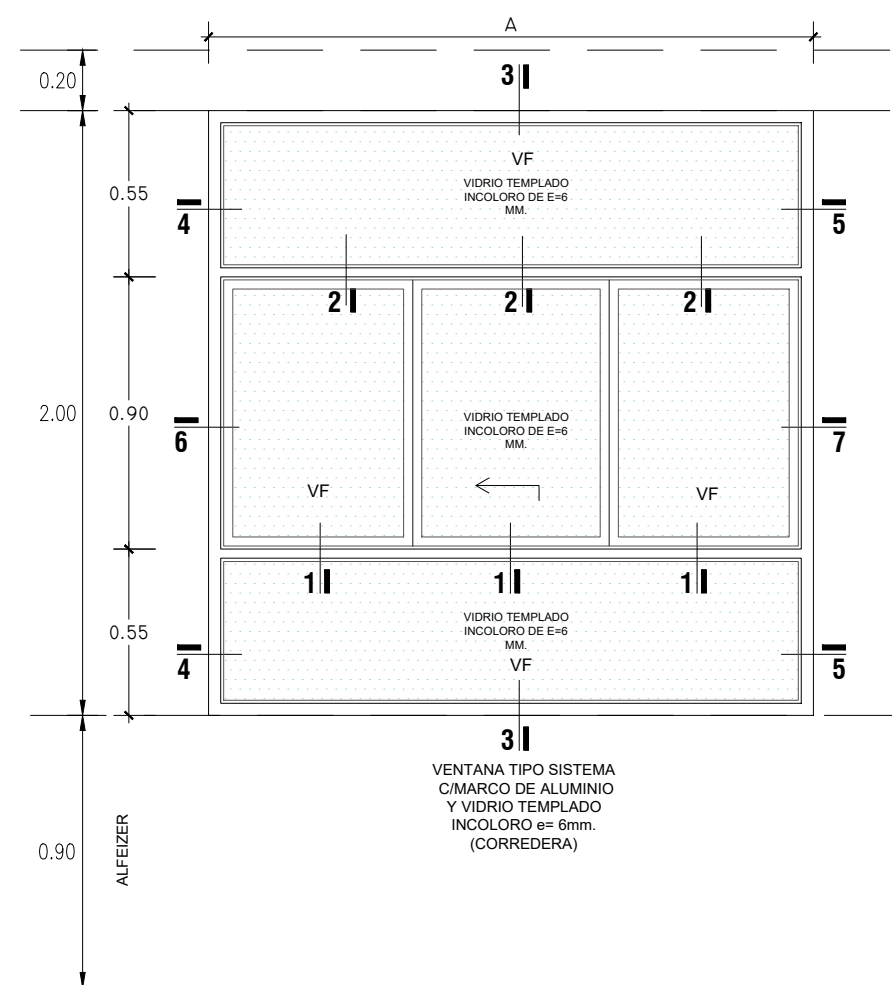 A
0.20
3
VF
VIDRIO TEMPLADO
INCOLORO DE E=6
MM.
0.55
4
5
2
2
2
2.00
0.90
6
7
VIDRIO TEMPLADO
INCOLORO DE E=6
MM.
VF
VF
1
1
1
0.55
VIDRIO TEMPLADO
INCOLORO DE E=6
MM.
VF
4
5
3
VENTANA TIPO SISTEMA
C/MARCO DE ALUMINIO
Y VIDRIO TEMPLADO
INCOLORO e= 6mm.
(CORREDERA)
0.90
ALFEIZER